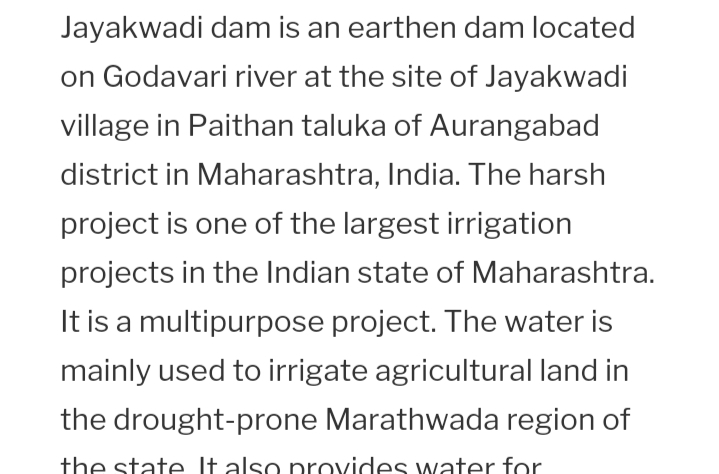 Jayakwadi dam is an earthen dam located
on Godavari river at the site of Jayakwadi
village in Paithan taluka of Aurangabad
district in Maharashtra, India. The harsh
project is one of the largest irrigation
projects in the Indian state of Maharashtra.
It is a multipurpose project. The water is
mainly used to irrigate agricultural land in
the drought-prone Marathwada region of
the state. It also provides water for